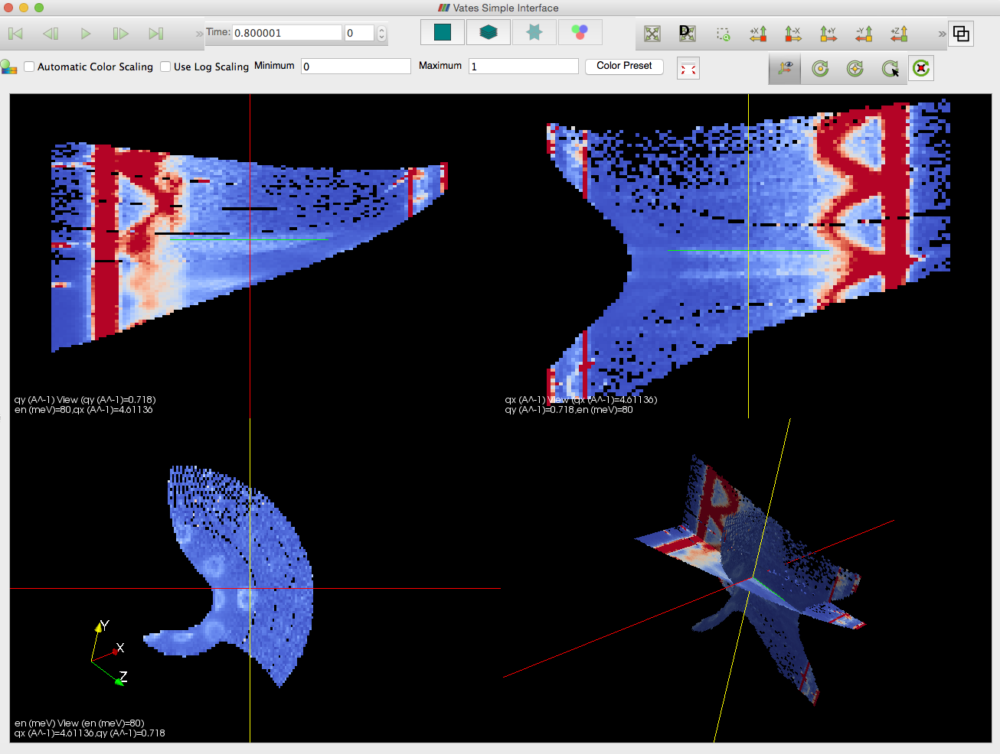 Vates Simple Interface
Time: 0.800001 0
D +X -X +Y -Y +Z
Automatic Color Scaling Use Log Scaling Minimum 0 Maximum 1 Color Preset
qy (A^-1) View (qy (A^-1)=0.718)
en (meV)=80,qx (A^-1)=4.61136
qx (A^-1) View (qx (A^-1)=4.61136)
qy (A^-1)=0.718,en (meV)=80
Y
X
Z
en (meV) View (en (meV)=80)
qx (A^-1)=4.61136,qy (A^-1)=0.718